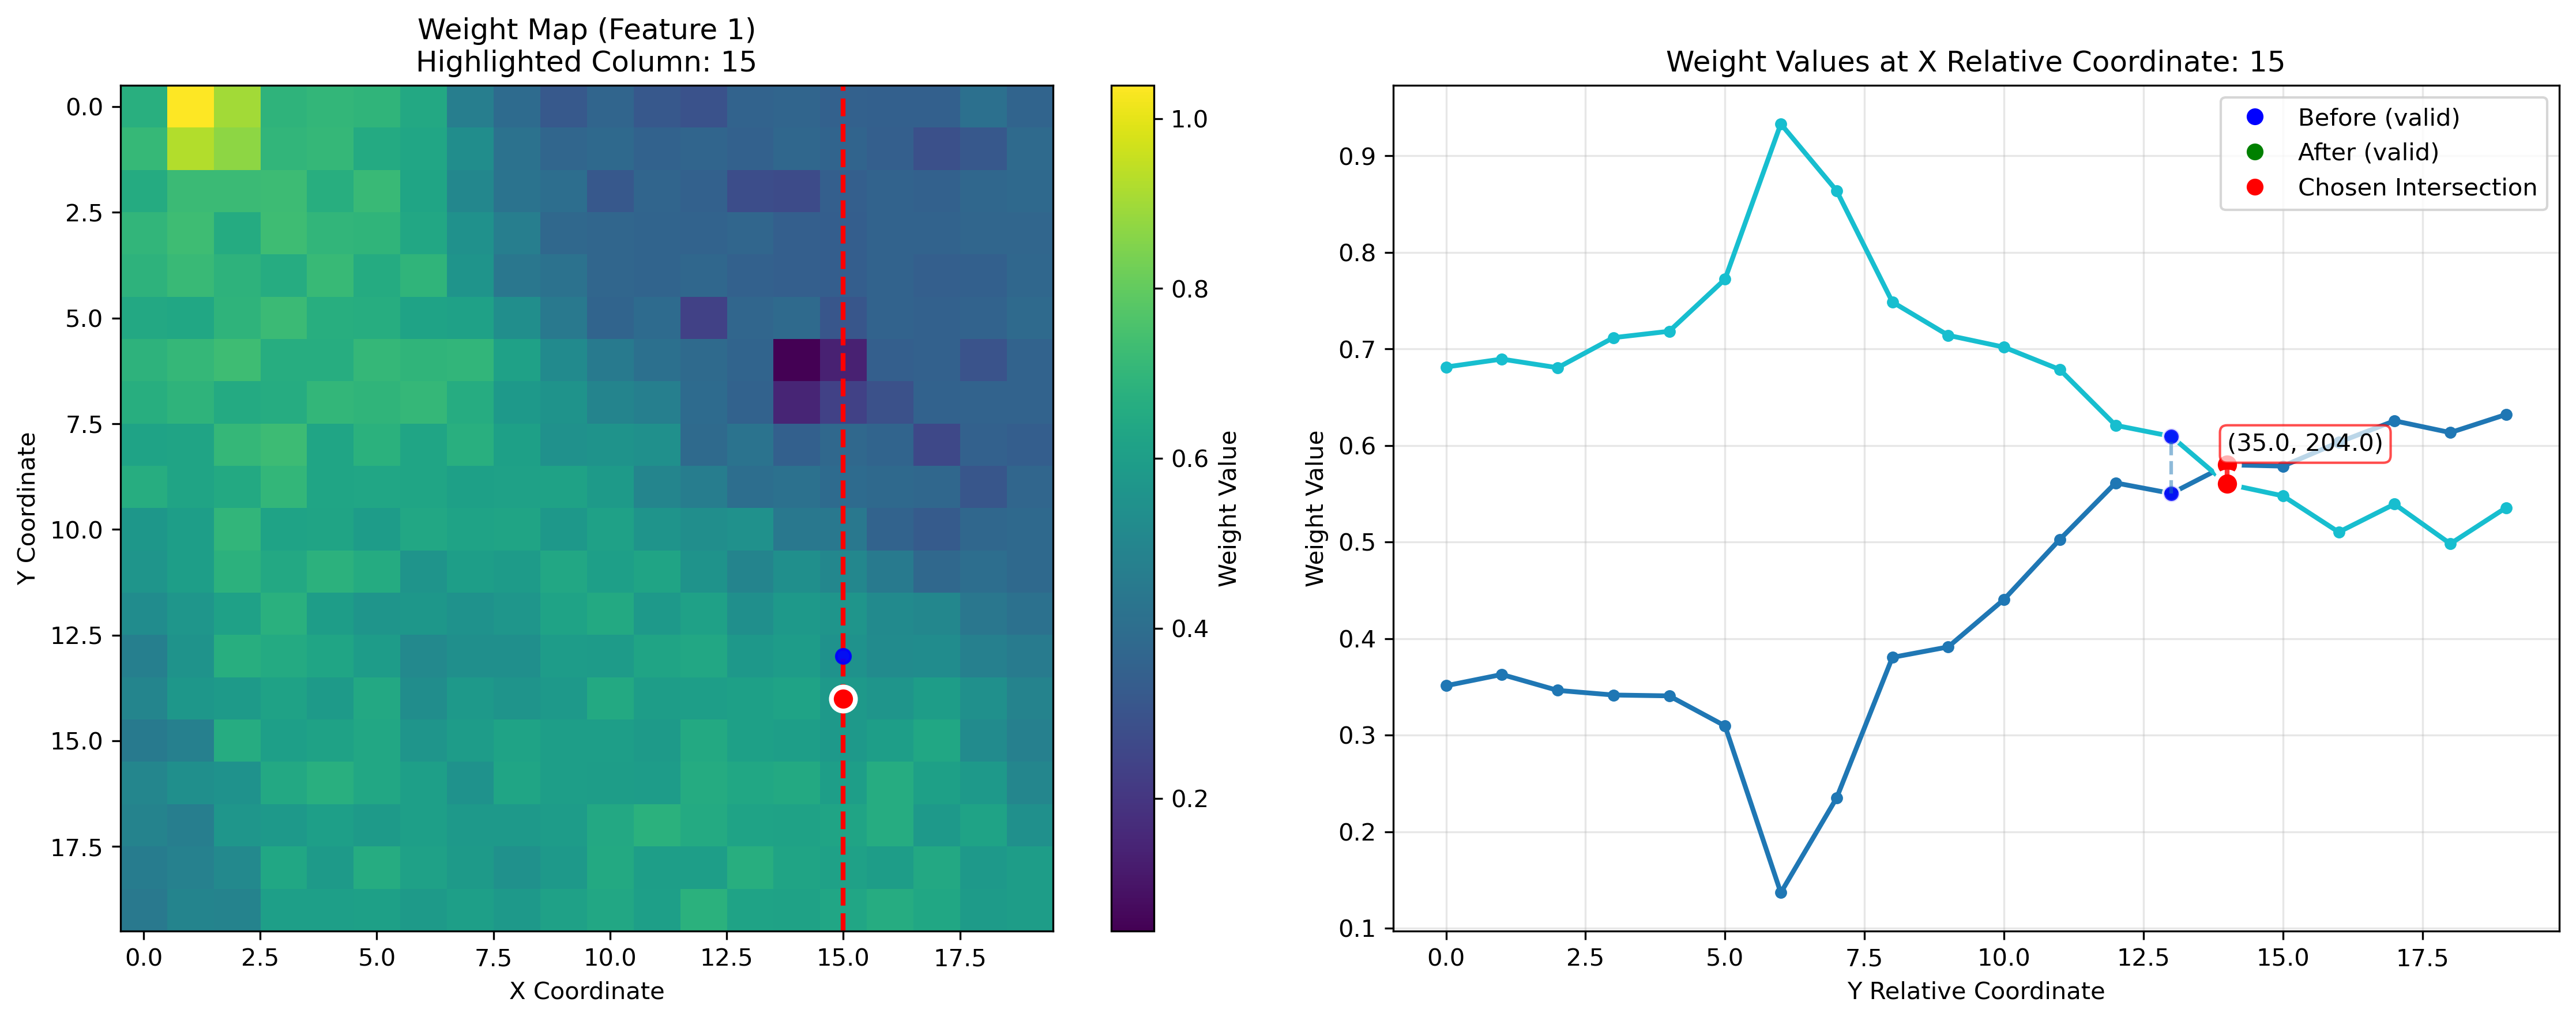 Weight Map (Feature 1)
Highlighted Column: 15
0.0
2.5
5.0
7.5
10.0
12.5
15.0
17.5
Y Coordinate
0.0 2.5 5.0 7.5 10.0 12.5 15.0 17.5
X Coordinate
1.0
0.8
0.6
0.4
0.2
Weight Value
Weight Values at X Relative Coordinate: 15
Before (valid)
After (valid)
Chosen Intersection
(35.0, 204.0)
0.9
0.8
0.7
0.6
0.5
0.4
0.3
0.2
0.1
Weight Value
0.0 2.5 5.0 7.5 10.0 12.5 15.0 17.5
Y Relative Coordinate